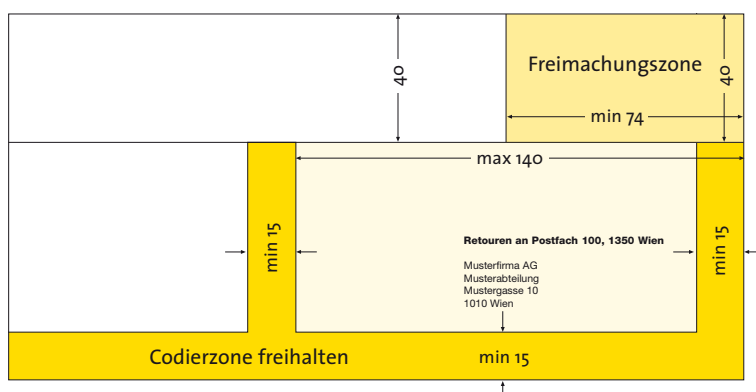 40
Freimachungszone
40
min 74
max 140
min 15
Retouren an Postfach 100, 1350 Wien
Musterfirma AG
Musterabteilung
Mustergasse 10
1010 Wien
min 15
Codierzone freihalten
min 15